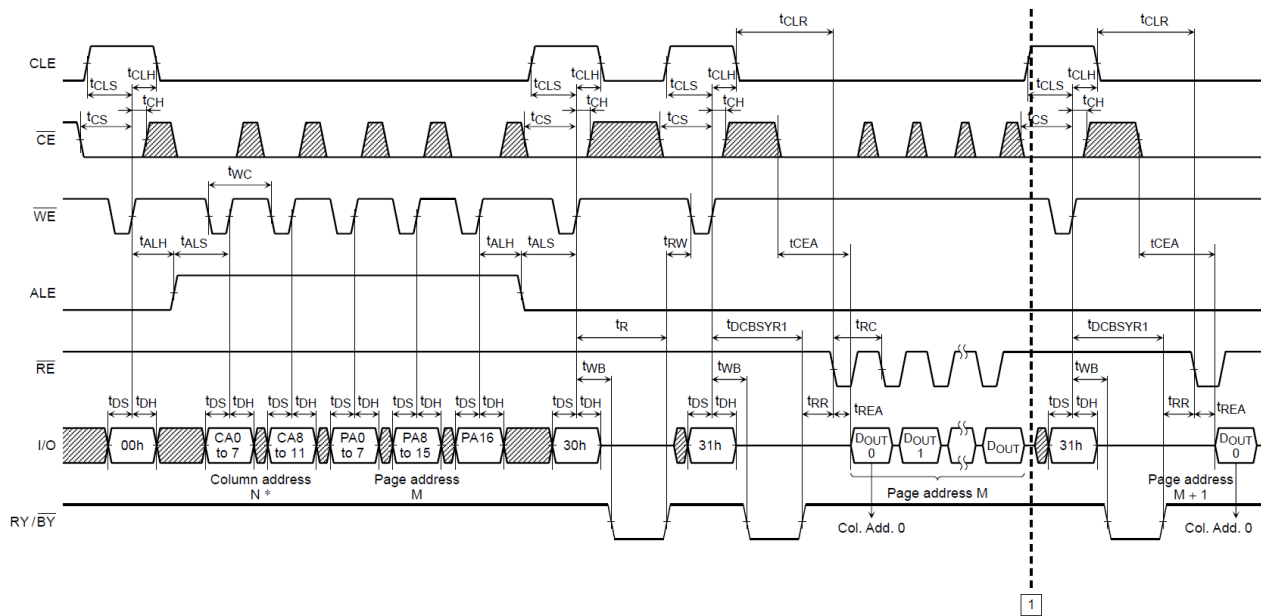 tCLR tCLR
CLE
tCLS tCLH tCLS tCLH tCLS tCLH tCLS tCLH
tCH tCH tCH tCH
tCS tCS tCS tCS
CE
tWC
WE
tALH tALS tALH tALS tRW tCEA tCEA
ALE
tR tDCBSYR1 tRC tDCBSYR1
RE
tWB tWB tWB
tDS tDH tDS tDH tDS tDH tDS tDH tDS tDH tDS tDH tDS tDH tDS tDH tRR tREA tDS tDH tRR tREA
I/O
00h
CA0
to 7
CA8
to 11
PA0
to 7
PA8
to 15
PA16
30h
31h
DOUT
0
DOUT
1
DOUT
31h
DOUT
0
Column address
N *
Page address
M
Page address M
Page address
M + 1
RY/BY
Col. Add. 0
Col. Add. 0
1